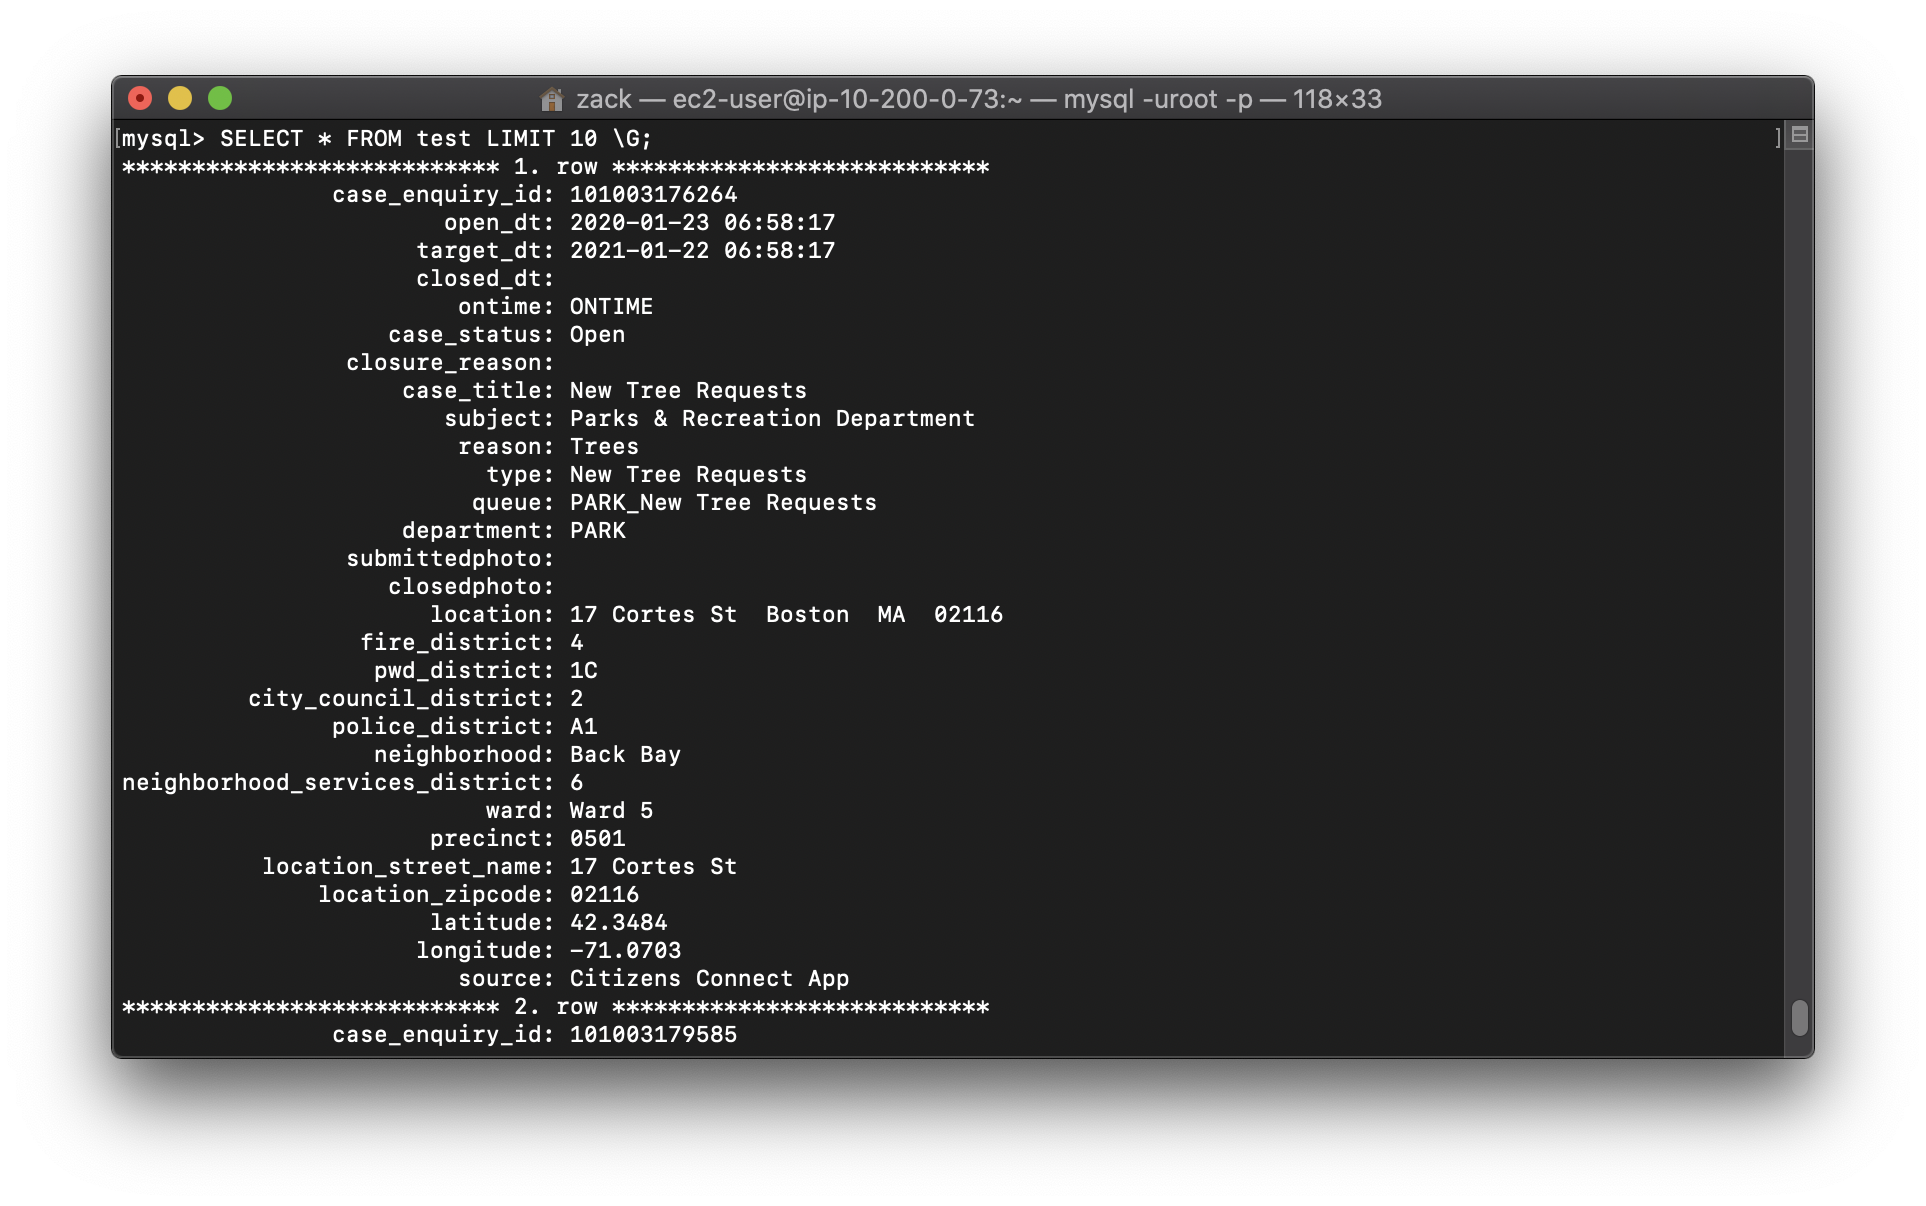 zack — ec2-user@ip-10-200-0-73:~ — mysql -uroot -p — 118×33
[mysql> SELECT * FROM test LIMIT 10 \G; ]
*************************** 1. row ***************************
case_enquiry_id: 101003176264
open_dt: 2020-01-23 06:58:17
target_dt: 2021-01-22 06:58:17
closed_dt:
ontime: ONTIME
case_status: Open
closure_reason:
case_title: New Tree Requests
subject: Parks & Recreation Department
reason: Trees
type: New Tree Requests
queue: PARK_New Tree Requests
department: PARK
submittedphoto:
closedphoto:
location: 17 Cortes St  Boston  MA  02116
fire_district: 4
pwd_district: 1C
city_council_district: 2
police_district: A1
neighborhood: Back Bay
neighborhood_services_district: 6
ward: Ward 5
precinct: 0501
location_street_name: 17 Cortes St
location_zipcode: 02116
latitude: 42.3484
longitude: -71.0703
source: Citizens Connect App
*************************** 2. row ***************************
case_enquiry_id: 101003179585